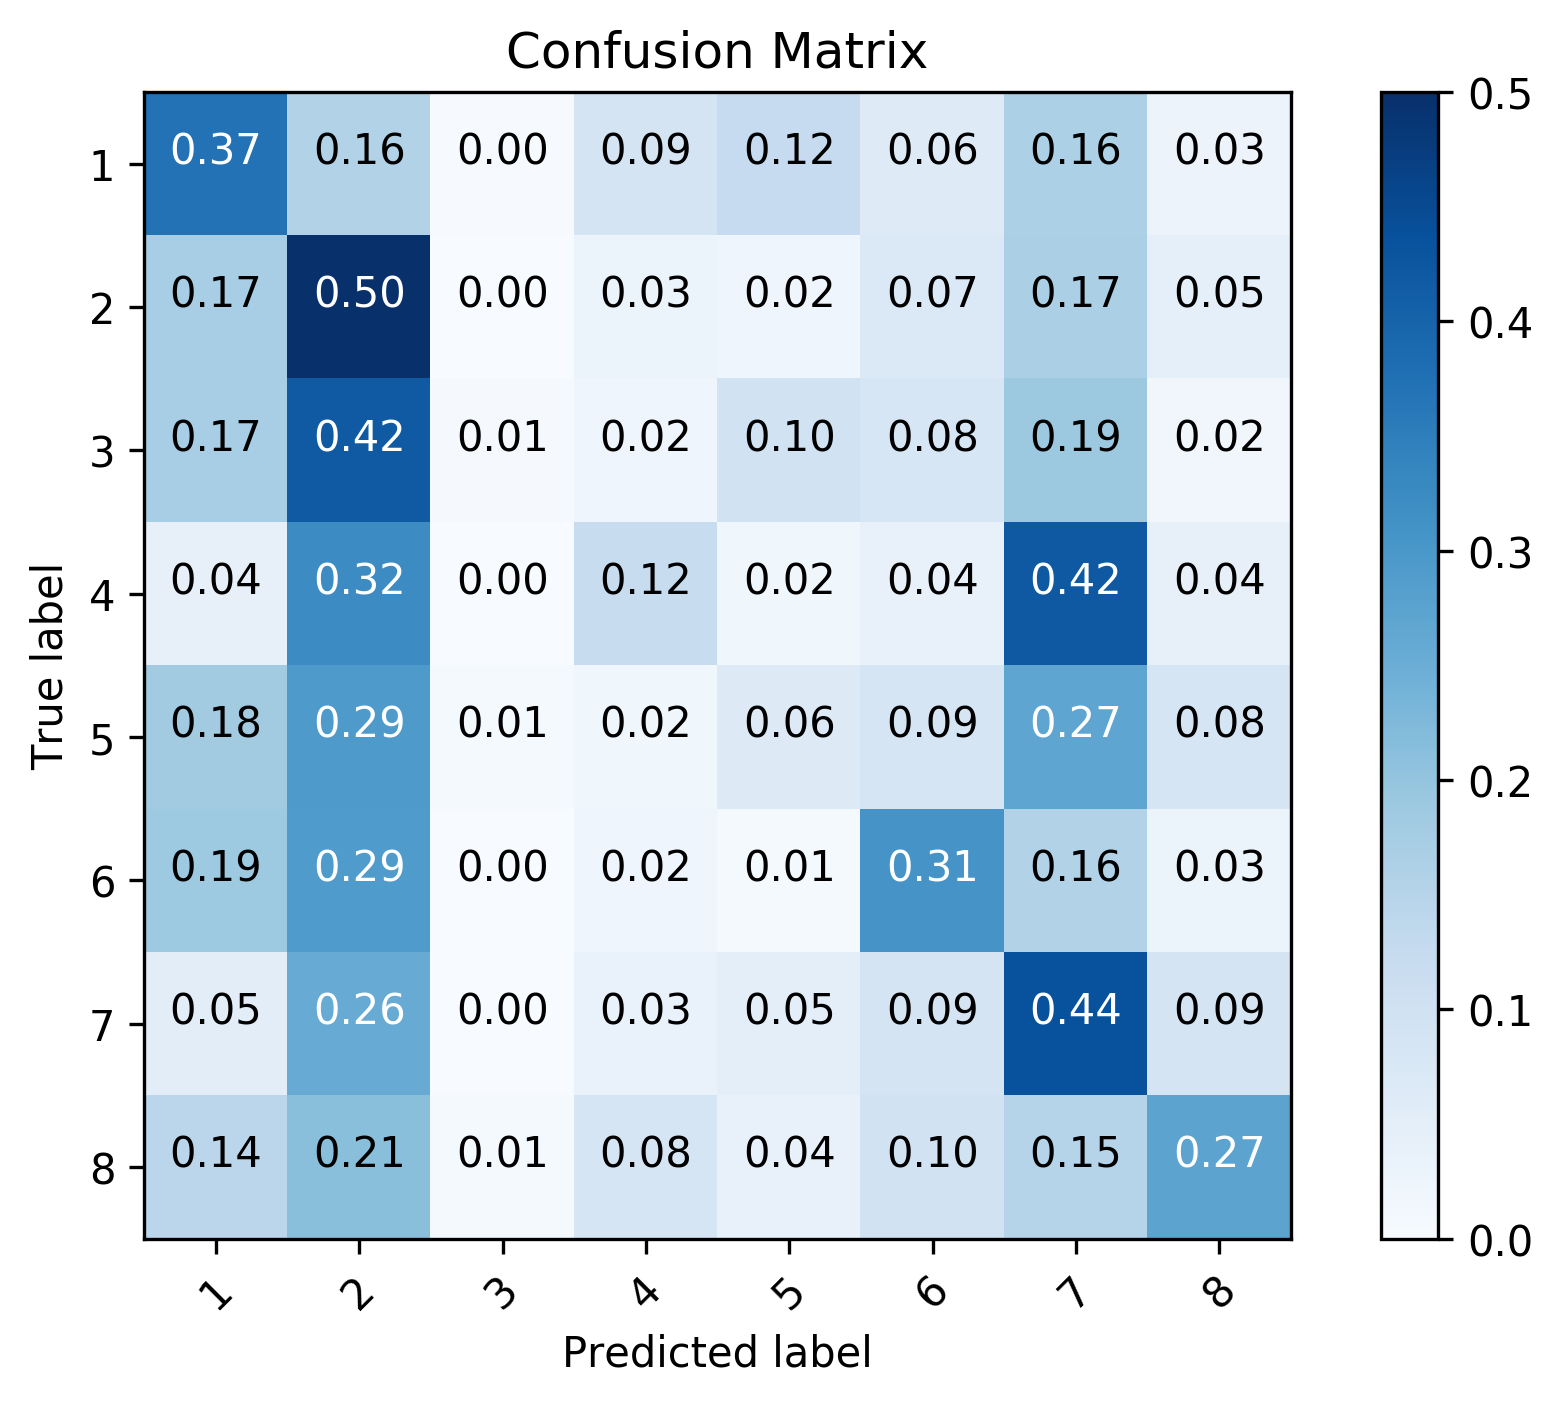 Confusion Matrix
1 0.37 0.16 0.00 0.09 0.12 0.06 0.16 0.03
2 0.17 0.50 0.00 0.03 0.02 0.07 0.17 0.05
3 0.17 0.42 0.01 0.02 0.10 0.08 0.19 0.02
4 0.04 0.32 0.00 0.12 0.02 0.04 0.42 0.04
5 0.18 0.29 0.01 0.02 0.06 0.09 0.27 0.08
6 0.19 0.29 0.00 0.02 0.01 0.31 0.16 0.03
7 0.05 0.26 0.00 0.03 0.05 0.09 0.44 0.09
8 0.14 0.21 0.01 0.08 0.04 0.10 0.15 0.27
1 2 3 4 5 6 7 8
Predicted label
True label
0.5
0.4
0.3
0.2
0.1
0.0